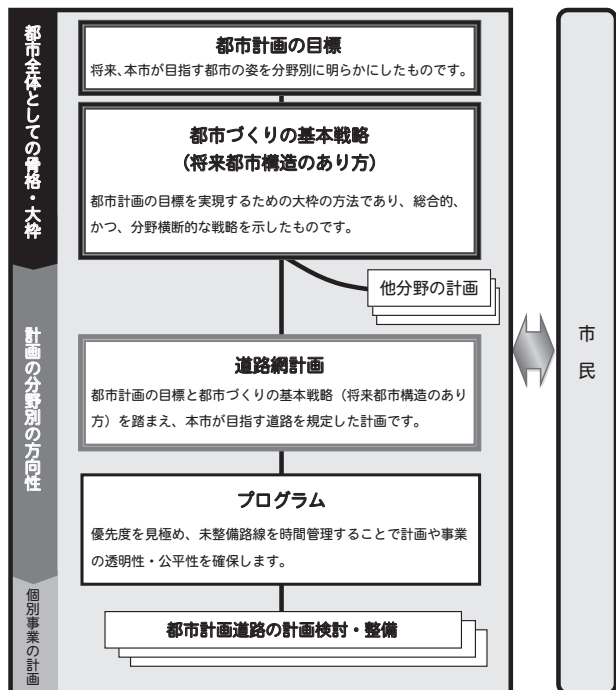 都市全体としての骨格・大枠
都市計画の目標
将来、本市が目指す都市の姿を分野別に明らかにしたものです。
都市づくりの基本戦略
(将来都市構造のあり方)
都市計画の目標を実現するための大枠の方法であり、総合的、
かつ、分野横断的な戦略を示したものです。
他分野の計画
計画の分野別の方向性
道路網計画
都市計画の目標と都市づくりの基本戦略（将来都市構造のあり
方）を踏まえ、本市が目指す道路を規定した計画です。
プログラム
優先度を見極め、未整備路線を時間管理することで計画や事業
の透明性・公平性を確保します。
個別事業の計画
都市計画道路の計画検討・整備
市民